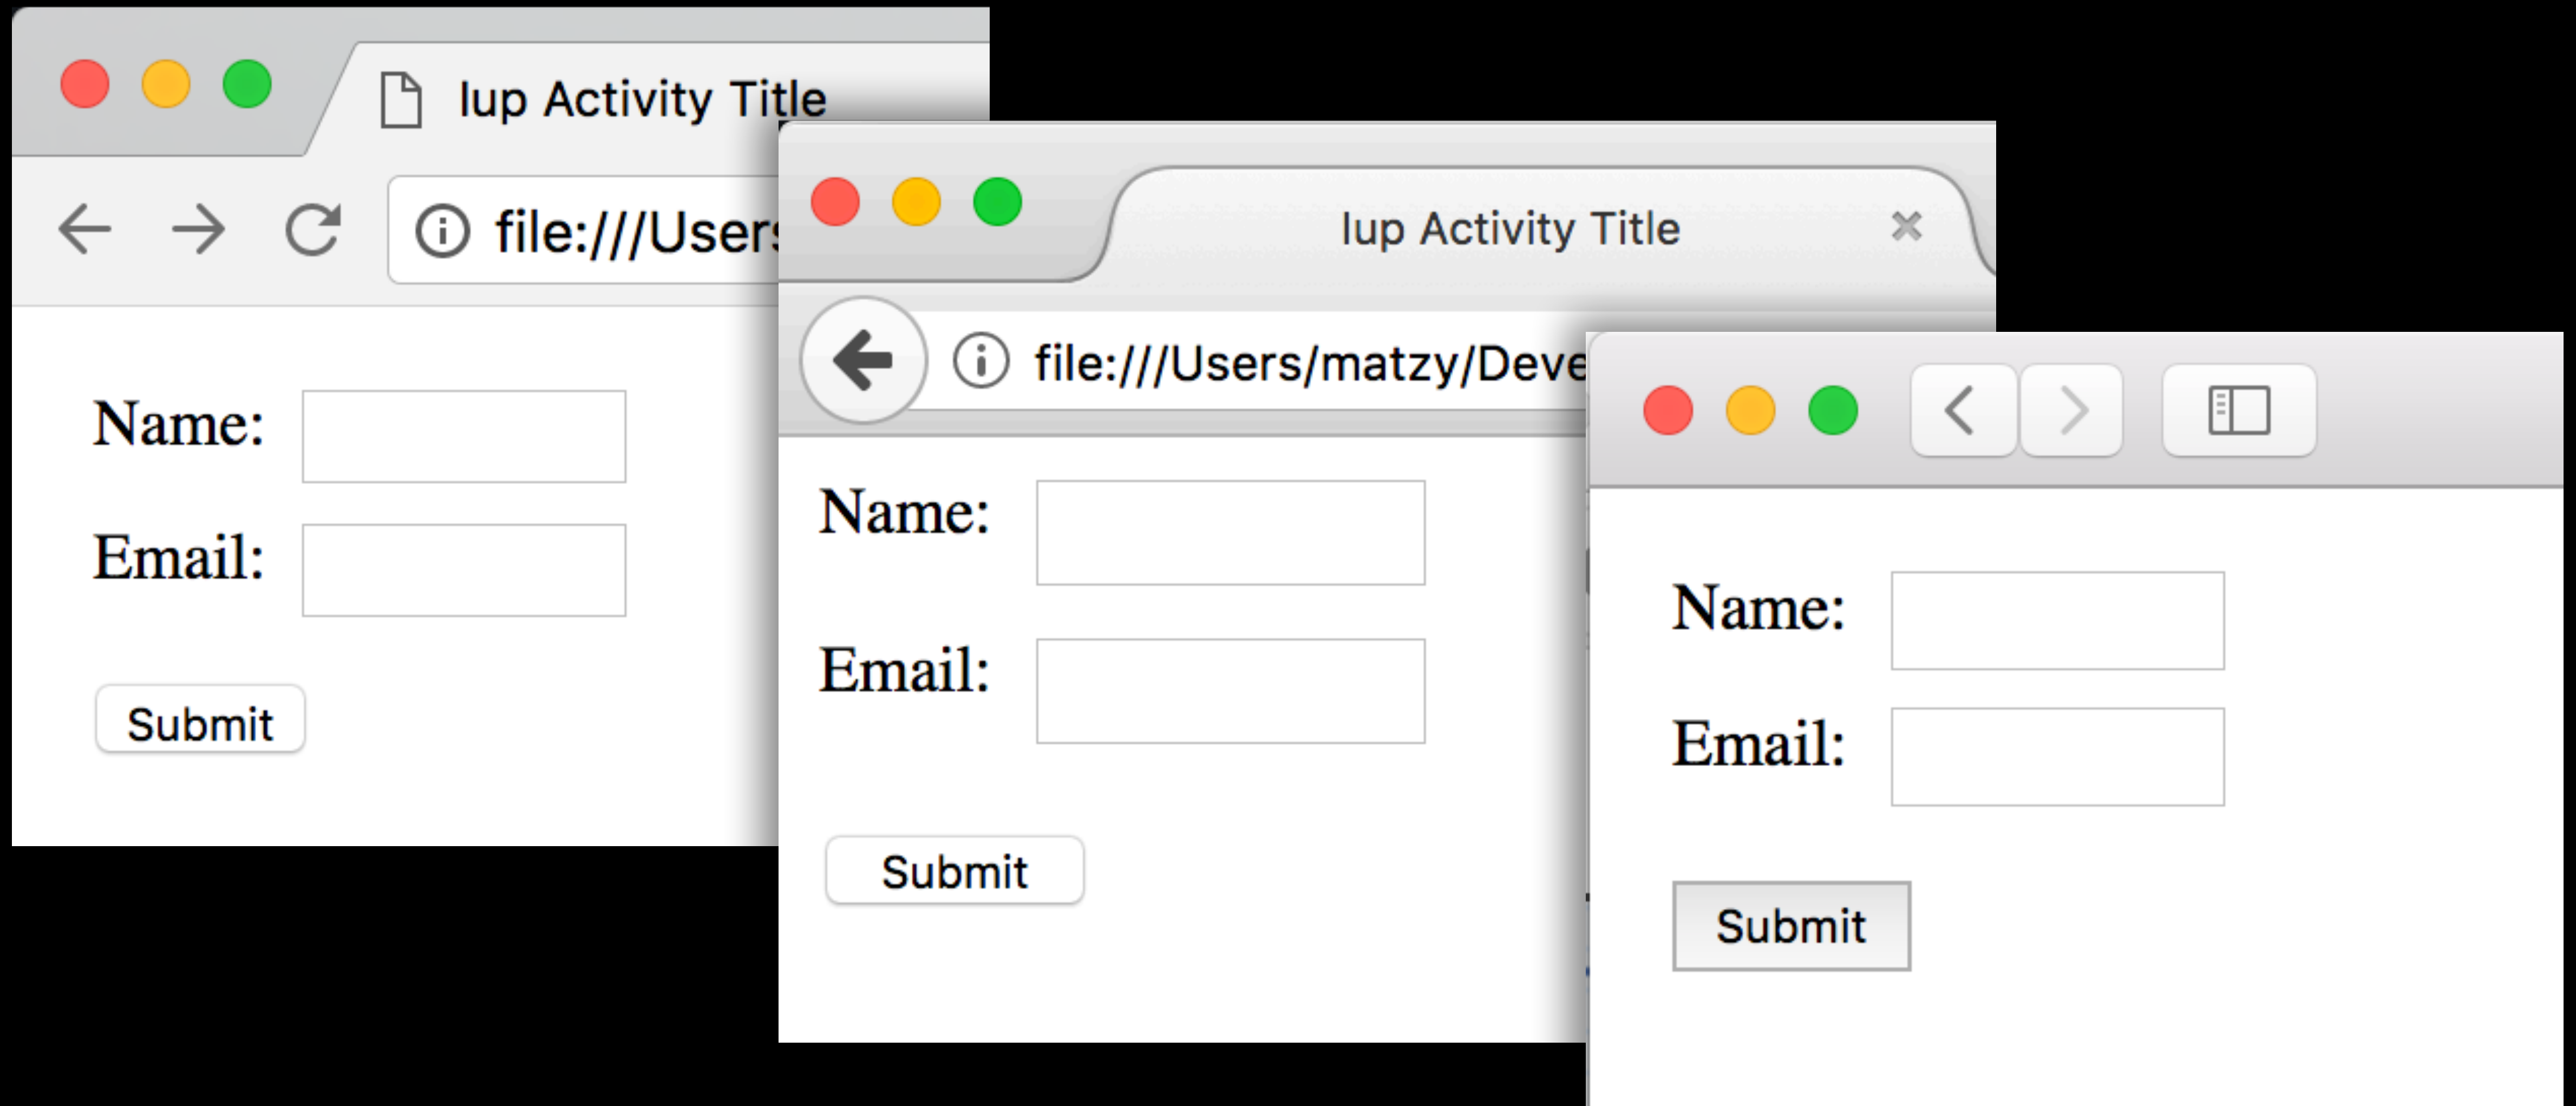 Iup Activity Title
file:///Users
Name:
Email:
Submit
Iup Activity Title
file:///Users/matzy/Deve
Name:
Email:
Submit
Name:
Email:
Submit